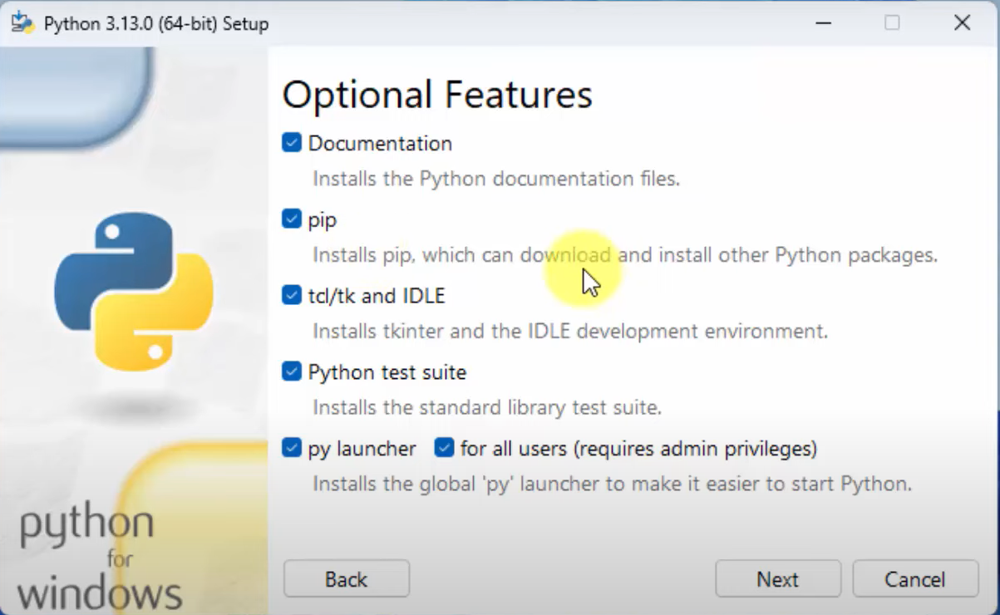 Python 3.13.0 (64-bit) Setup
Optional Features
Documentation
Installs the Python documentation files.
pip
Installs pip, which can download and install other Python packages.
tcl/tk and IDLE
Installs tkinter and the IDLE development environment.
Python test suite
Installs the standard library test suite.
py launcher for all users (requires admin privileges)
Installs the global 'py' launcher to make it easier to start Python.
python
for
windows
Back Next Cancel